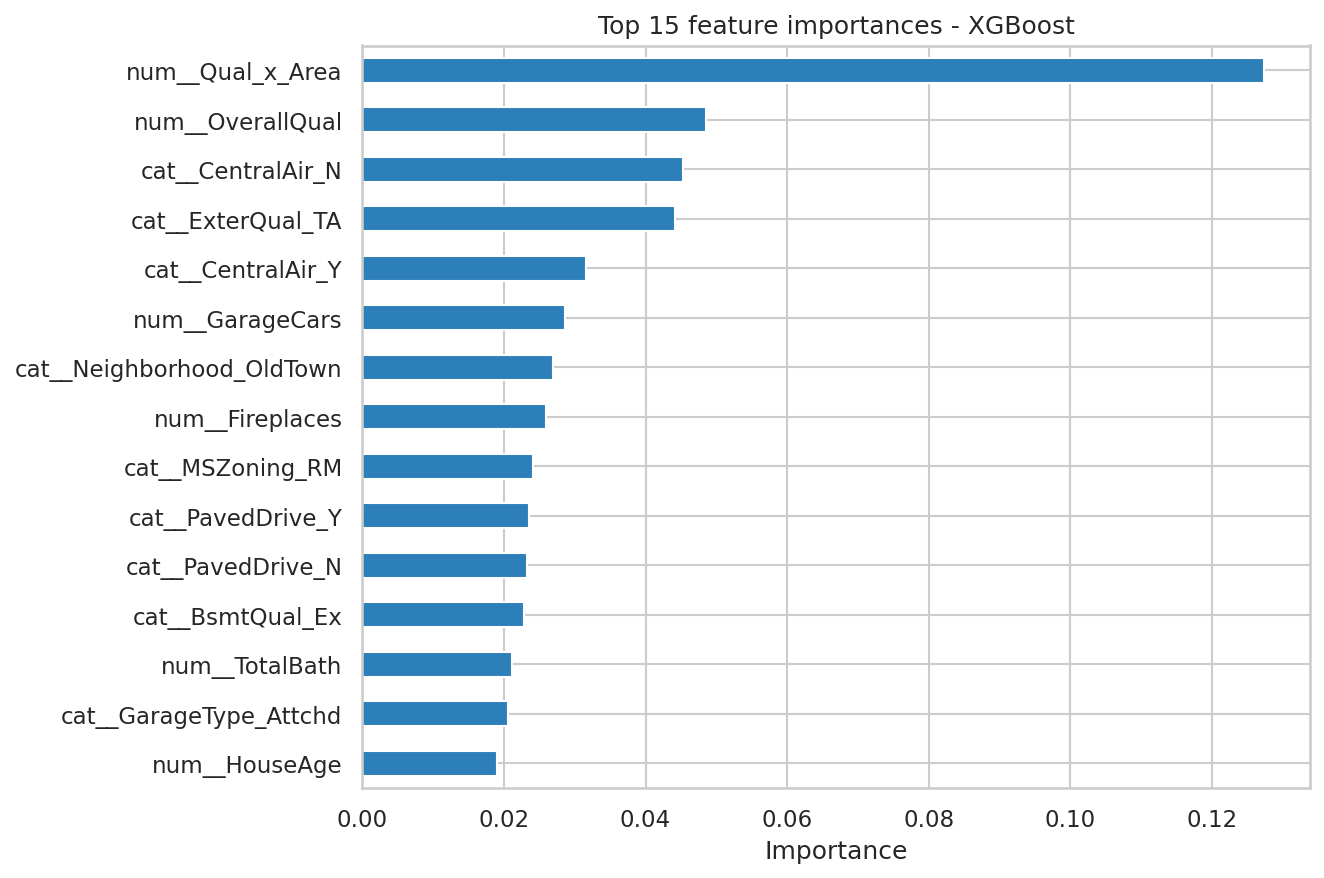 Top 15 feature importances - XGBoost
num__Qual_x_Area
num__OverallQual
cat__CentralAir_N
cat__ExterQual_TA
cat__CentralAir_Y
num__GarageCars
cat__Neighborhood_OldTown
num__Fireplaces
cat__MSZoning_RM
cat__PavedDrive_Y
cat__PavedDrive_N
cat__BsmtQual_Ex
num__TotalBath
cat__GarageType_Attchd
num__HouseAge
0.00 0.02 0.04 0.06 0.08 0.10 0.12
Importance